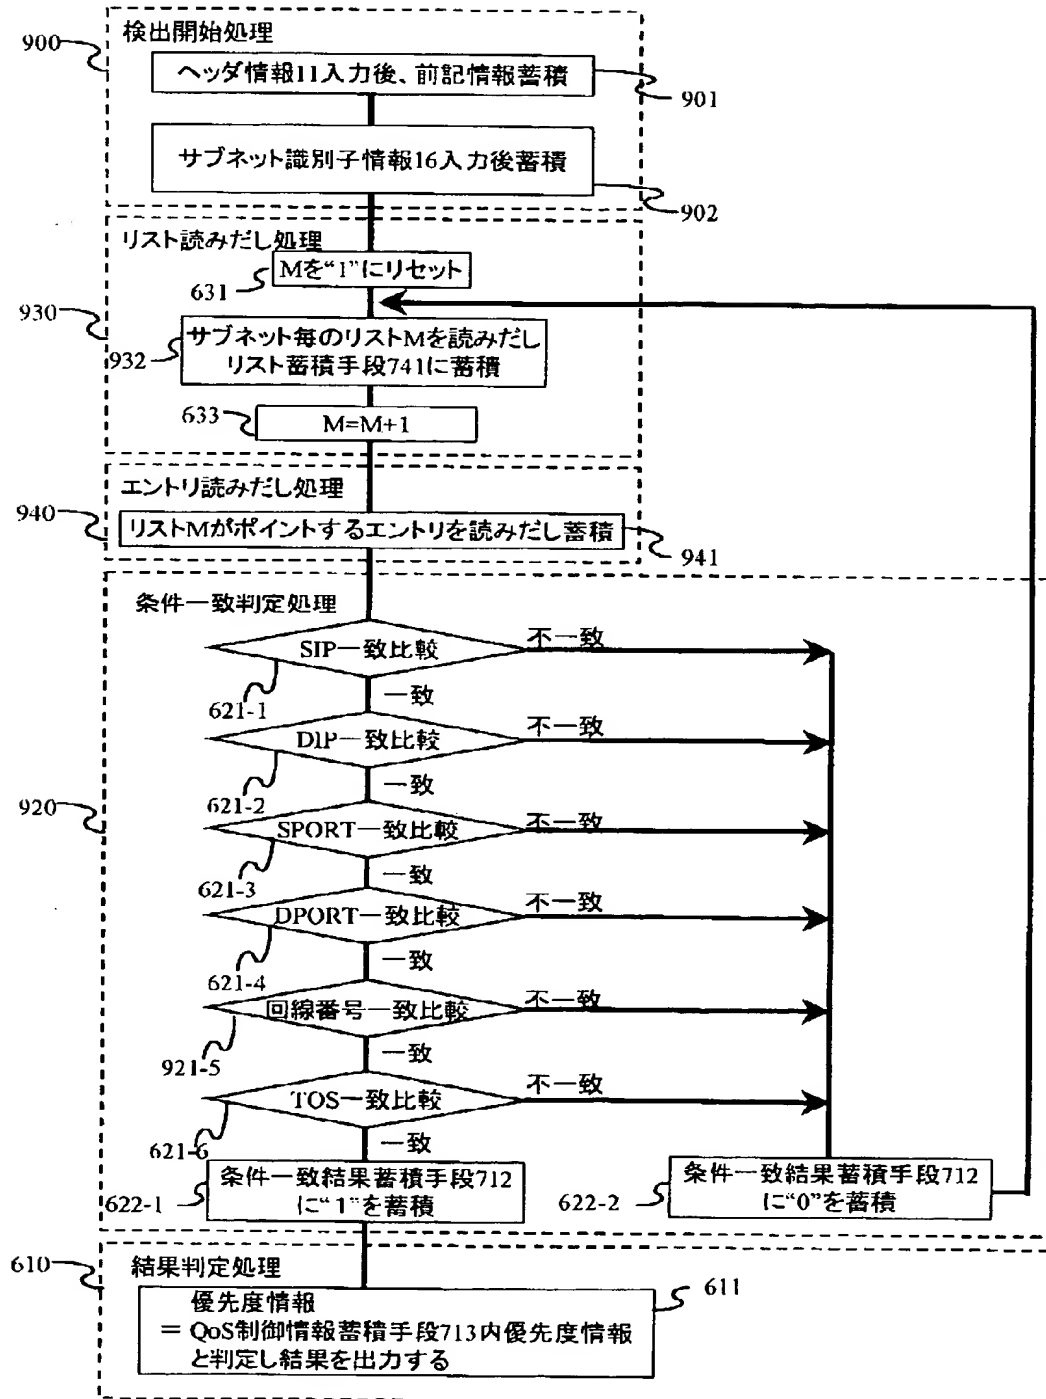 検出開始処理
900
ヘッダ情報11入力後、前記情報蓄積
901
サブネット識別子情報16入力後蓄積
902
リスト読みだし処理
Mを“1”にリセット
631
930
サブネット毎のリストMを読みだし
リスト蓄積手段741に蓄積
932
633
M=M+1
エントリ読みだし処理
940
リストMがポイントするエントリを読みだし蓄積
941
条件一致判定処理
SIP一致比較
不一致
621-1
一致
DIP一致比較
不一致
621-2
一致
920
SPORT一致比較
不一致
621-3
一致
DPORT一致比較
不一致
621-4
一致
回線番号一致比較
不一致
921-5
一致
TOS一致比較
不一致
621-6
一致
条件一致結果蓄積手段712
に“1”を蓄積
622-1
条件一致結果蓄積手段712
に“0”を蓄積
622-2
610
結果判定処理
611
優先度情報
= QoS制御情報蓄積手段713内優先度情報
と判定し結果を出力する